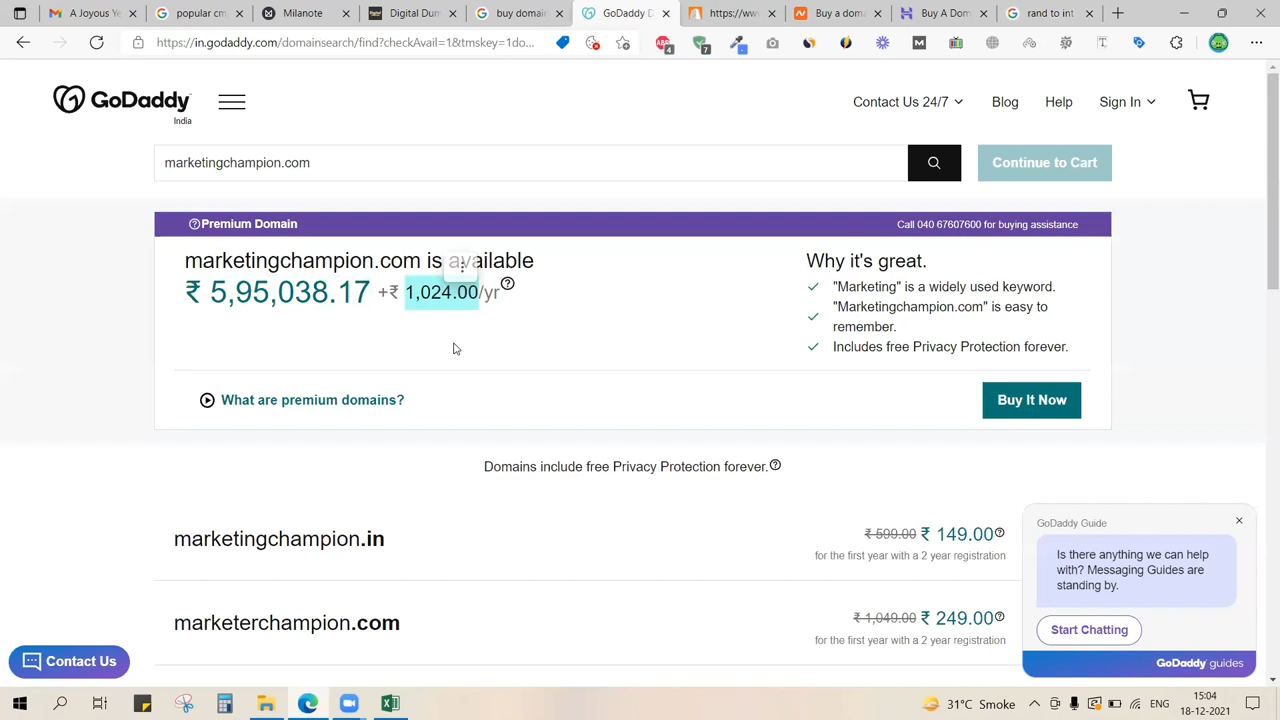 A Joyous Ye
popular cm
Milanote
Digital Dun
buy domain
GoDaddy D
https://ww
Buy a doma
Buy A Dom
rand to int
https://in.godaddy.com/domainsearch/find?checkAvail=1&tmskey=1do...
4
7
GoDaddy
India
Contact Us 24/7
Blog
Help
Sign In
marketingchampion.com
Continue to Cart
Premium Domain
Call 040 67607600 for buying assistance
marketingchampion.com is available
₹ 5,95,038.17 +₹ 1,024.00/yr
Why it's great.
"Marketing" is a widely used keyword.
"Marketingchampion.com" is easy to
remember.
Includes free Privacy Protection forever.
What are premium domains?
Buy It Now
Domains include free Privacy Protection forever.
marketingchampion.in
₹ 599.00 ₹ 149.00
for the first year with a 2 year registration
marketerchampion.com
₹ 1,049.00 ₹ 249.00
for the first year with a 2 year registration
GoDaddy Guide
Is there anything we can help
with? Messaging Guides are
standing by.
Start Chatting
GoDaddy guides
Contact Us
31°C Smoke
ENG
15:04
18-12-2021